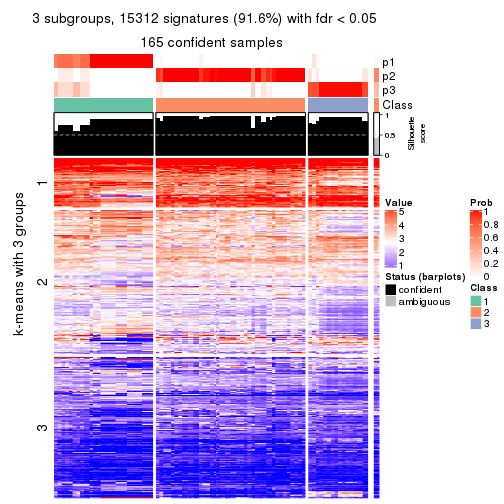 3 subgroups, 15312 signatures (91.6%) with fdr < 0.05
165 confident samples
p1
p2
p3
Class
1
0.5
0
Silhouette
score
k-means with 3 groups
1
2
3
Value
5
4
3
2
1
Status (barplots)
confident
ambiguous
Prob
1
0.8
0.6
0.4
0.2
0
Class
1
2
3